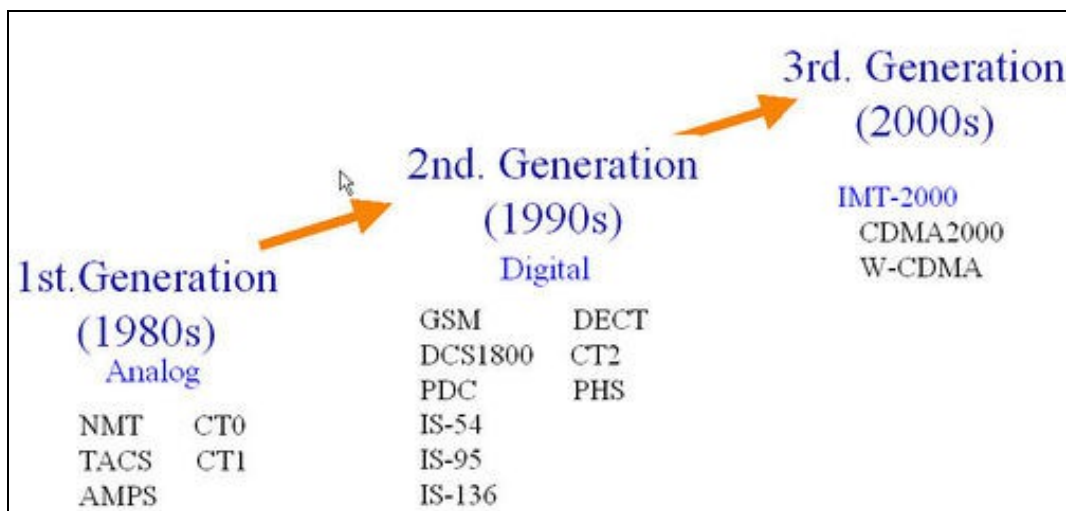 1st.Generation
(1980s)
Analog
NMT CT0
TACS CT1
AMPS
2nd. Generation
(1990s)
Digital
GSM DECT
DCS1800 CT2
PDC PHS
IS-54
IS-95
IS-136
3rd. Generation
(2000s)
IMT-2000
CDMA2000
W-CDMA